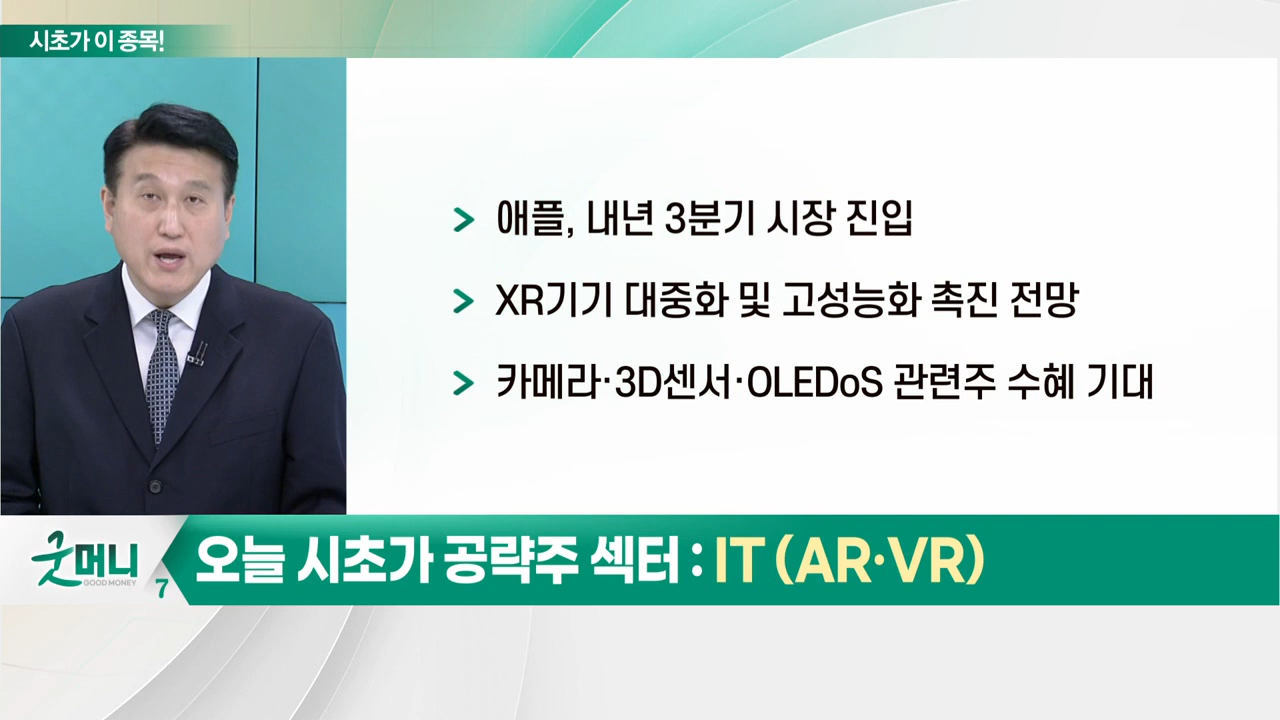 시초가 이 종목!
> 애플, 내년 3분기 시장 진입
> XR기기 대중화 및 고성능화 촉진 전망
> 카메라·3D센서·OLEDoS 관련주 수혜 기대
굿머니
GOOD MONEY
7
오늘 시초가 공략주 섹터 : IT (AR·VR)